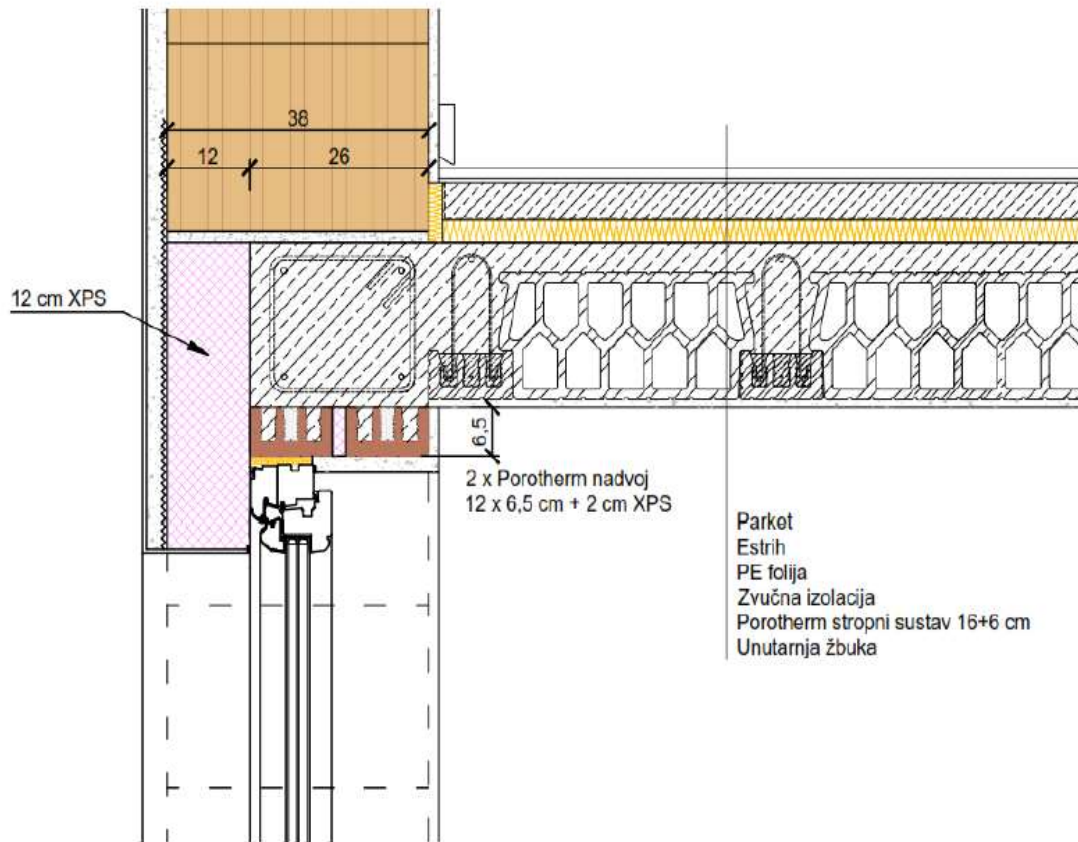 38
12
26
12 cm XPS
6,5
2 x Porotherm nadvoj
12 x 6,5 cm + 2 cm XPS
Parket
Estrih
PE folija
Zvučna izolacija
Porotherm stropni sustav 16+6 cm
Unutarnja žbuka